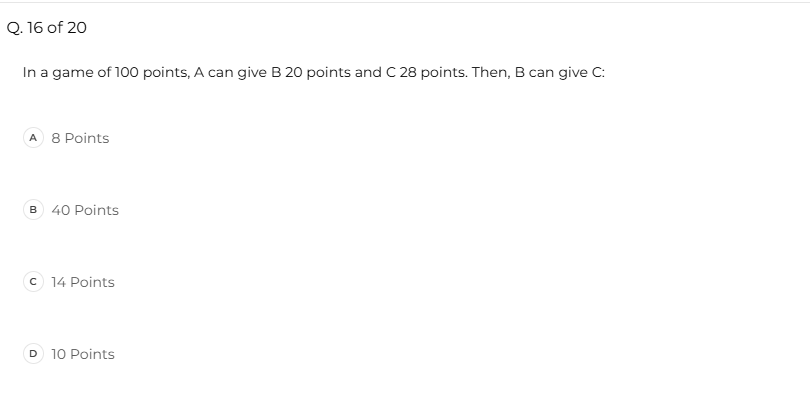 Q. 16 of 20
In a game of 100 points, A can give B 20 points and C 28 points. Then, B can give C:
A 8 Points
B 40 Points
C 14 Points
D 10 Points